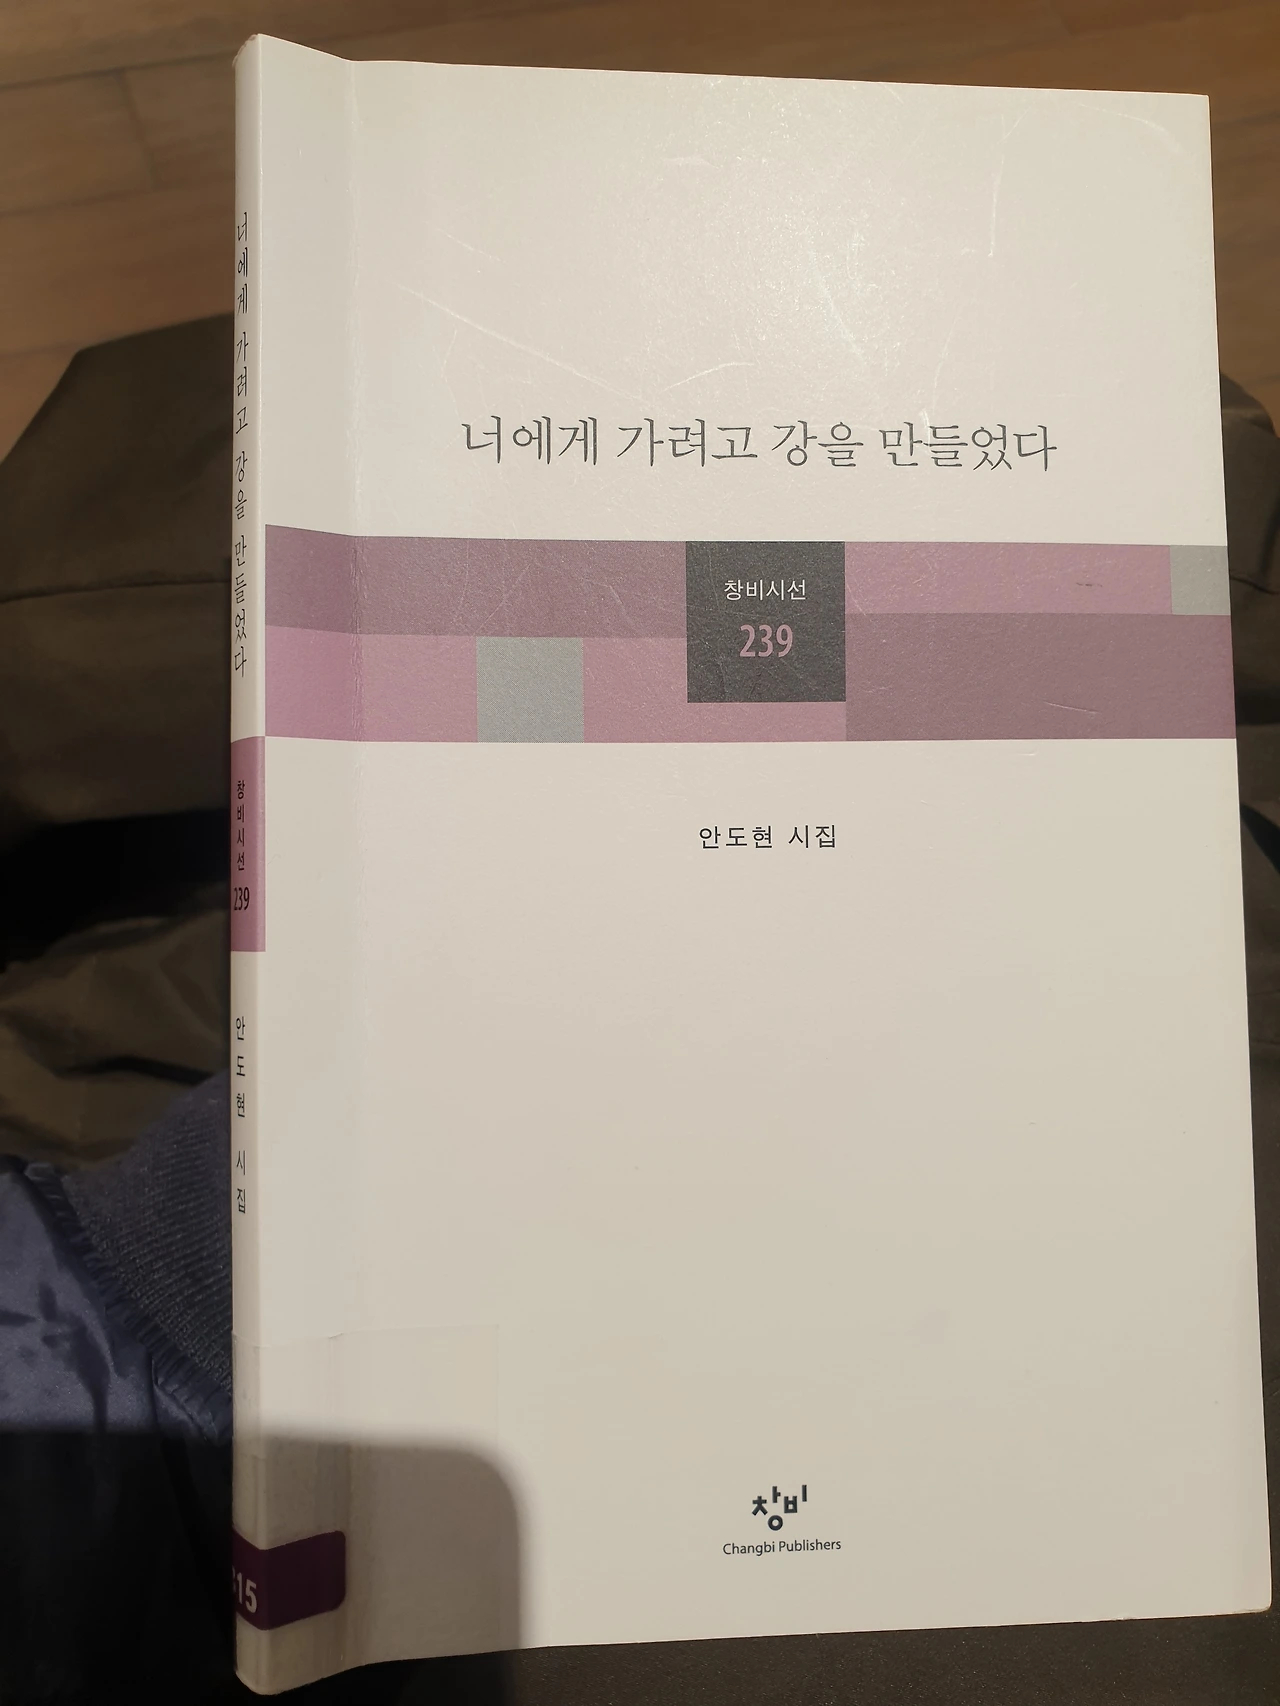 너에게 가려고 강을 만들었다
창비시선
239
안도현 시집
창비
Changbi Publishers
너에게 가려고 강을 만들었다
창비시선
239
안도현 시집